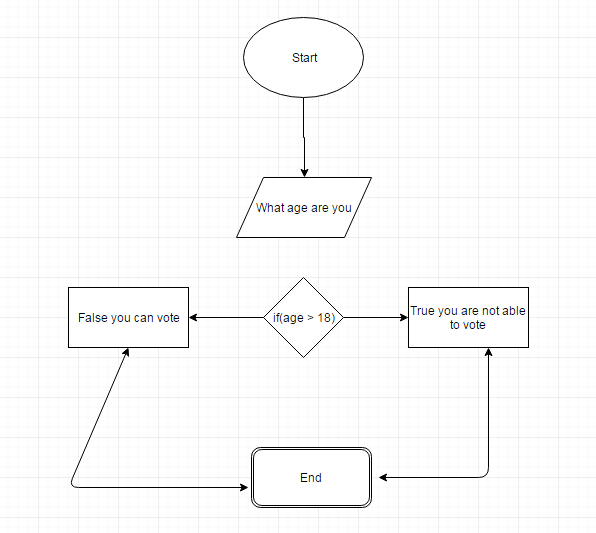 Start
What age are you
False you can vote
if(age > 18)
True you are not able
to vote
End